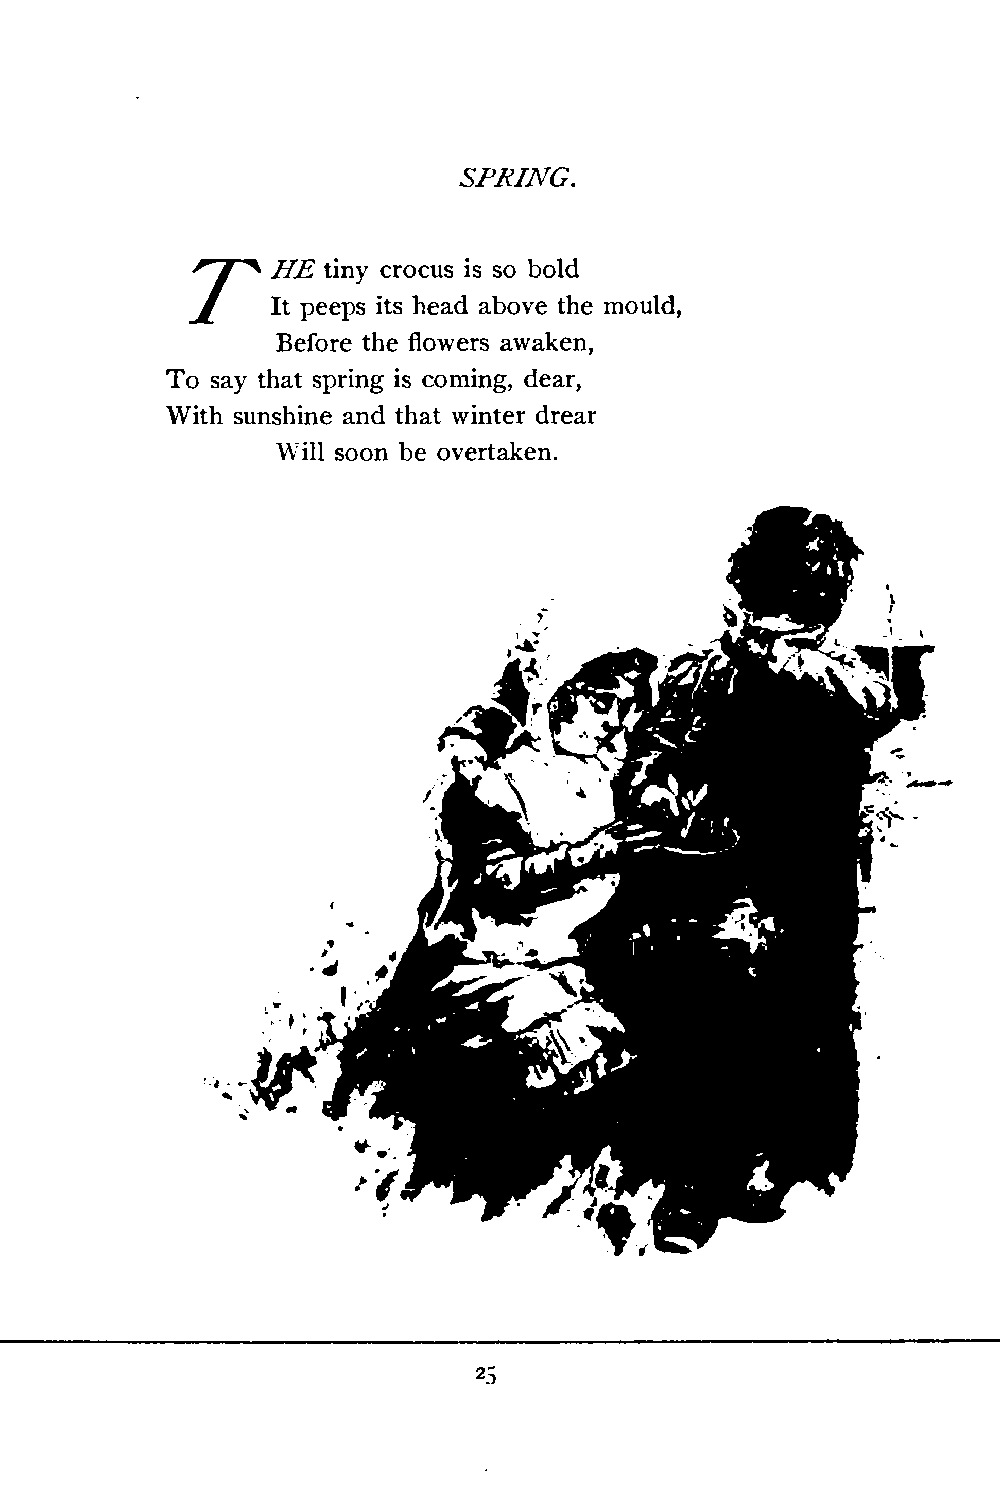 SPRING.
THE tiny crocus is so bold
It peeps its head above the mould,
Before the flowers awaken,
To say that spring is coming, dear,
With sunshine and that winter drear
Will soon be overtaken.
25